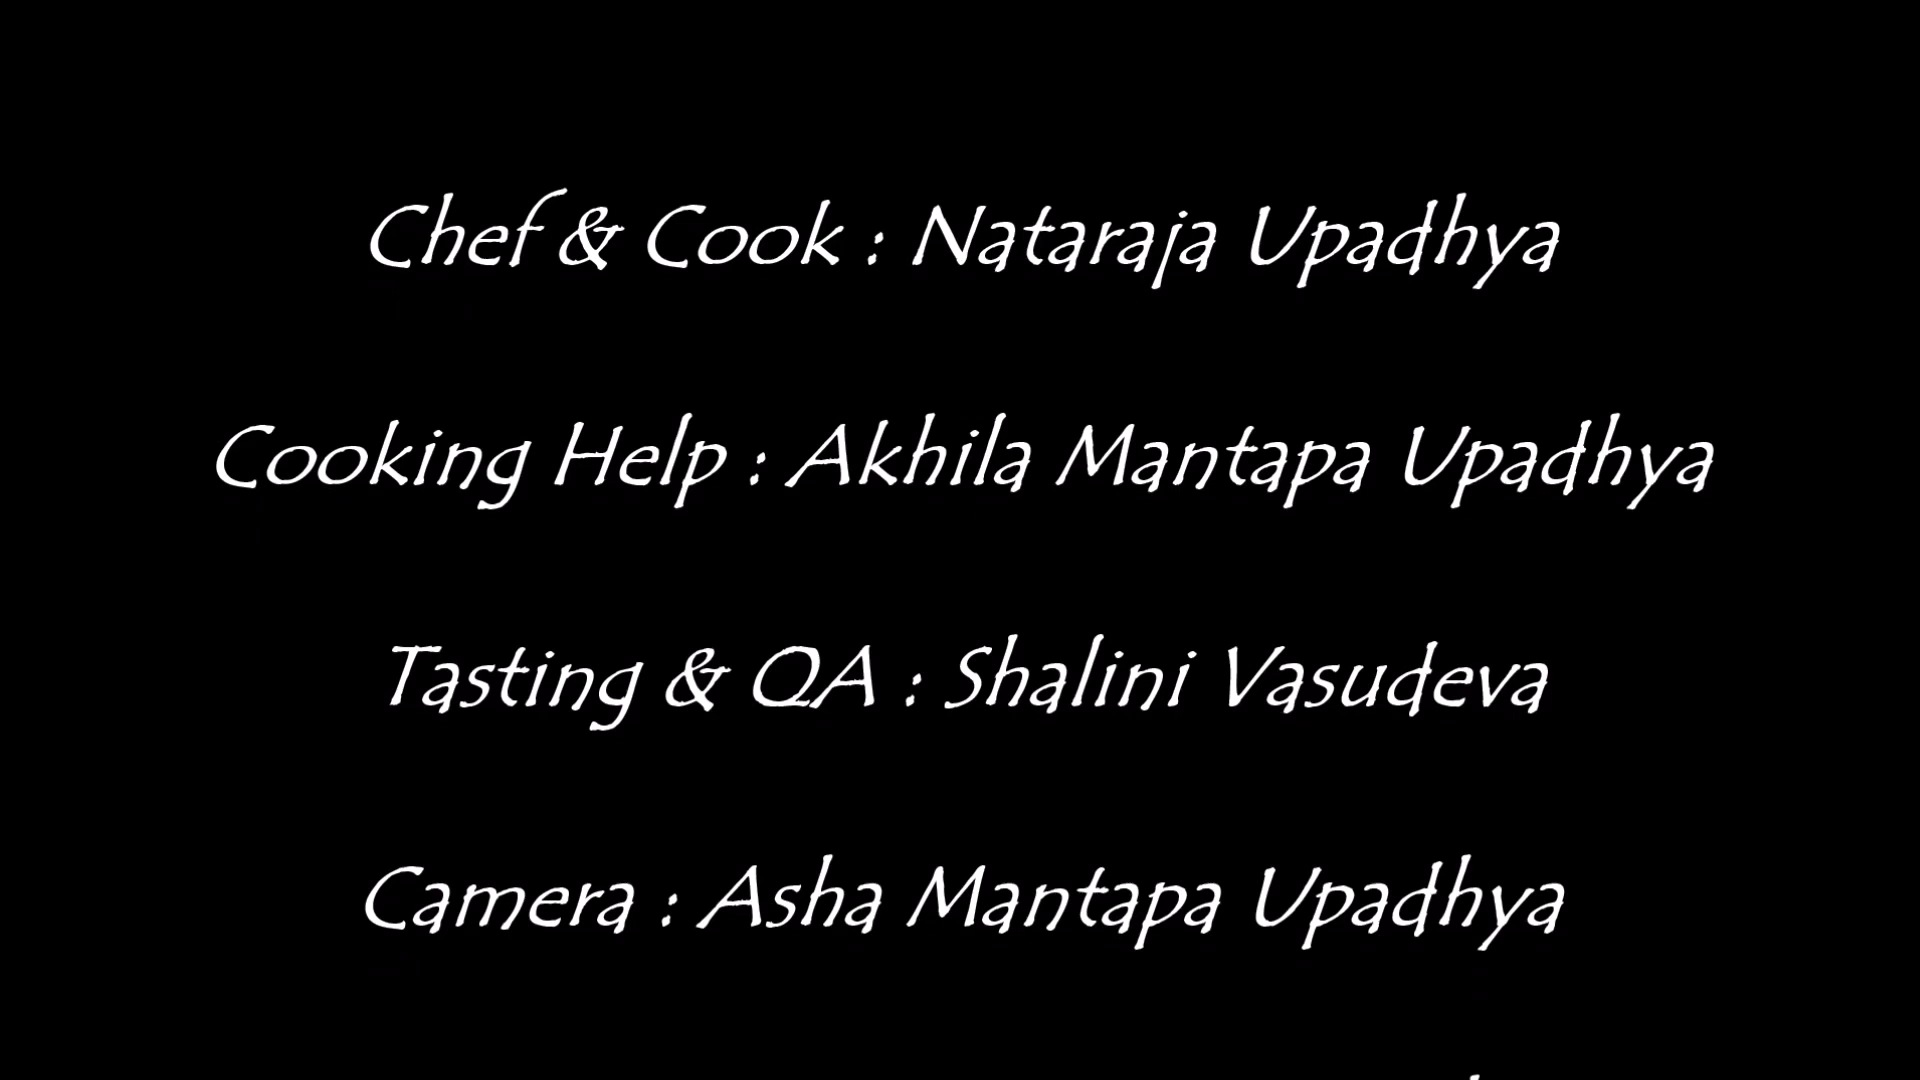 Chef & Cook : Nataraja Upadhya
Cooking Help : Akhila Mantapa Upadhya
Tasting & QA : Shalini Vasudeva
Camera : Asha Mantapa Upadhya